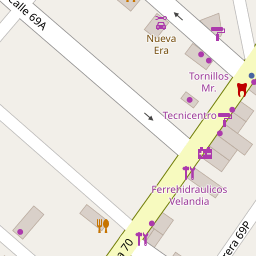 Calle 69A
Nueva
Era
Tornillos
Mr.
Tecnicentro
Ferrehidraulicos
Velandia
70
rera 69P